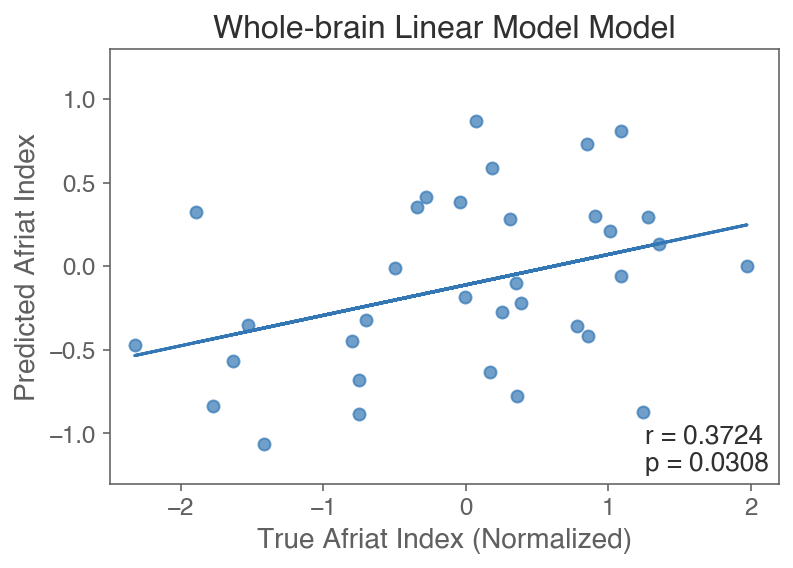 Whole-brain Linear Model Model
Predicted Afriat Index
1.0
0.5
0.0
−0.5
−1.0
r = 0.3724
p = 0.0308
−2
−1
0
1
2
True Afriat Index (Normalized)